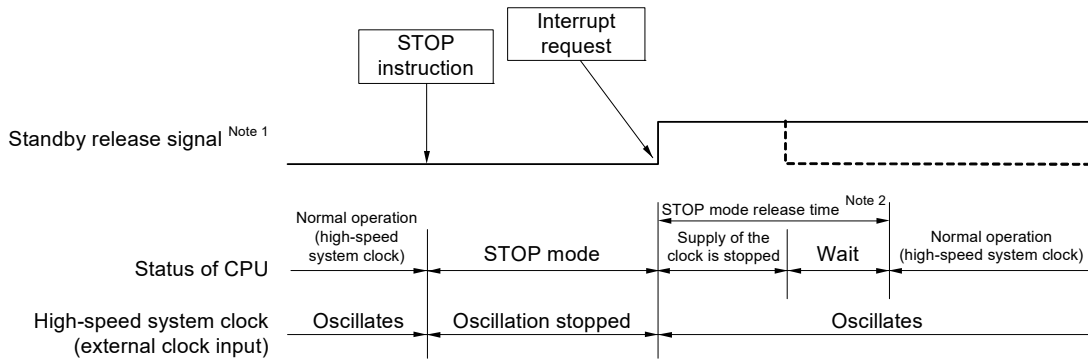 STOP
instruction
Interrupt
request
Standby release signal Note 1
STOP mode release time Note 2
Status of CPU
Normal operation
(high-speed
system clock)
STOP mode
Supply of the
clock is stopped
Wait
Normal operation
(high-speed system clock)
High-speed system clock
(external clock input)
Oscillates
Oscillation stopped
Oscillates